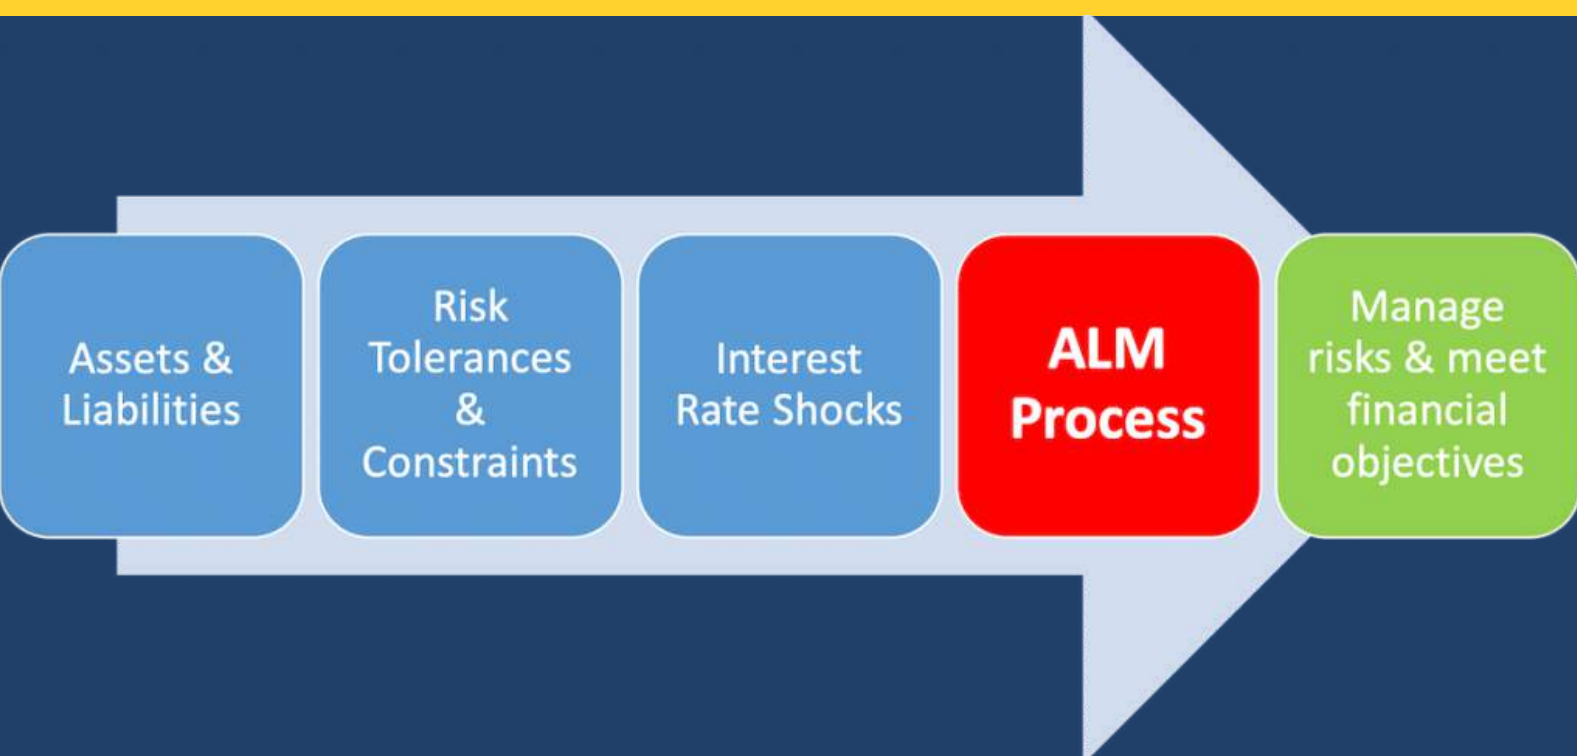 Assets &
Liabilities
Risk
Tolerances
&
Constraints
Interest
Rate Shocks
ALM
Process
Manage
risks & meet
financial
objectives